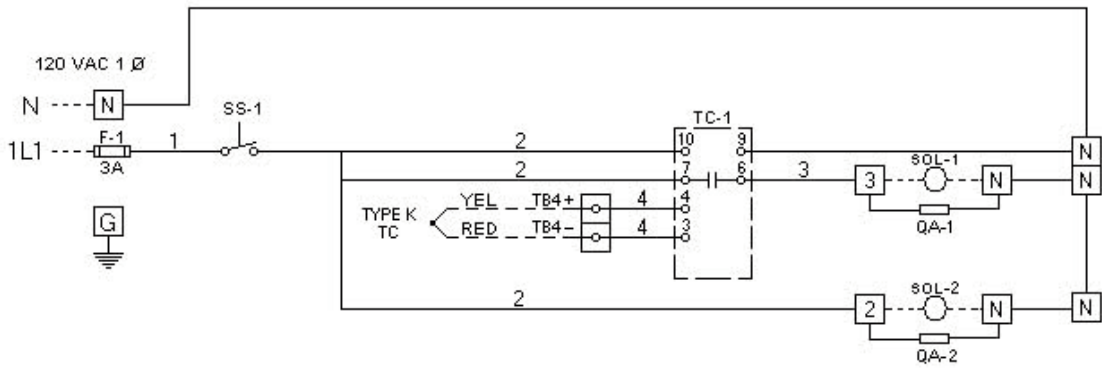 120 VAC 1 Ø
N N
SS-1
F-1
1L1 1
3A
TC-1
2 10 9 N
2 7 6 3 3 SOL-1 N N
QA-1
TYPE K
TC
YEL TB4+ 4 4
RED TB4- 4 3
G
2 2 SOL-2 N N
QA-2